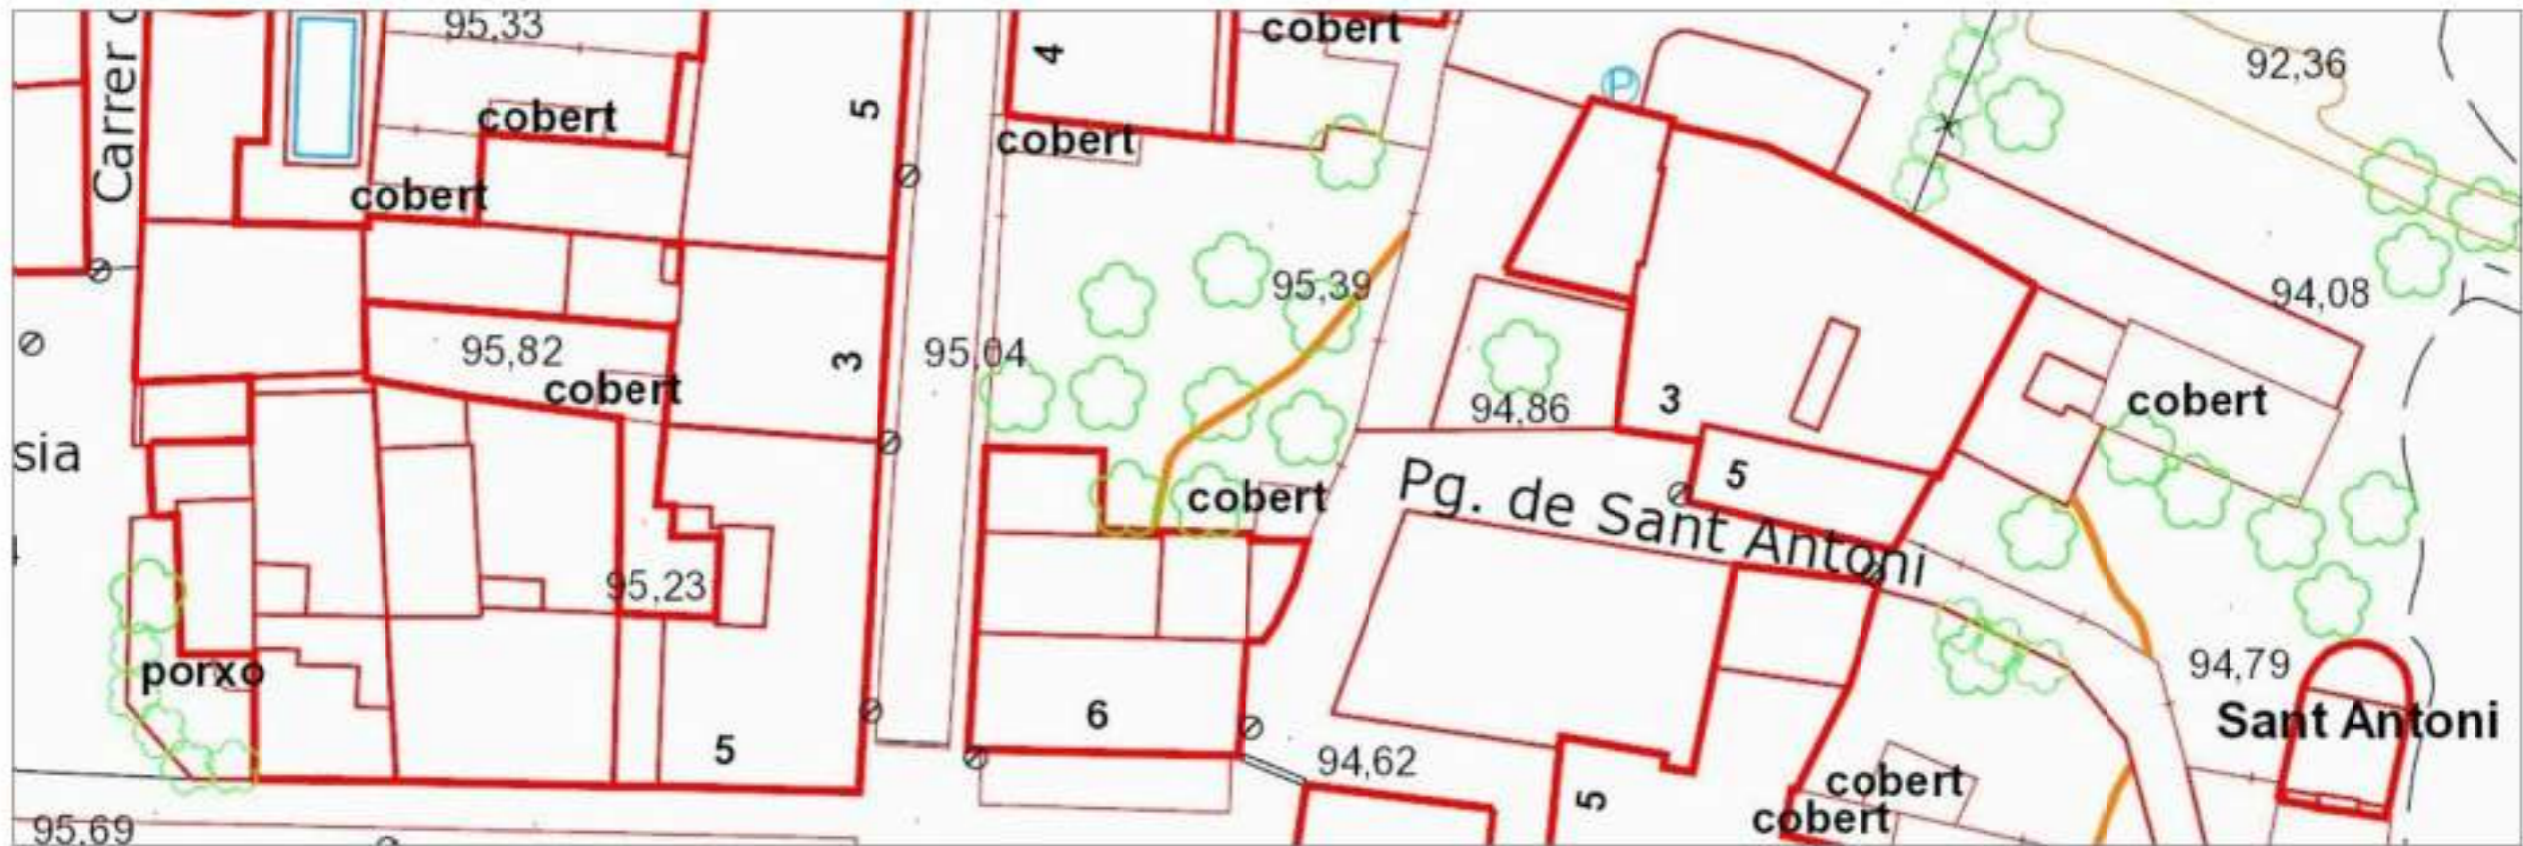 Carrer
95,33
cobert
cobert
5
4
cobert
cobert
P
92,36
95,39
94,08
95,82
cobert
3
95,04
94,86
3
cobert
sia
5
cobert
Pg. de Sant Antoni
95,23
porxo
94,79
Sant Antoni
5
6
94,62
5
cobert
cobert
95,69